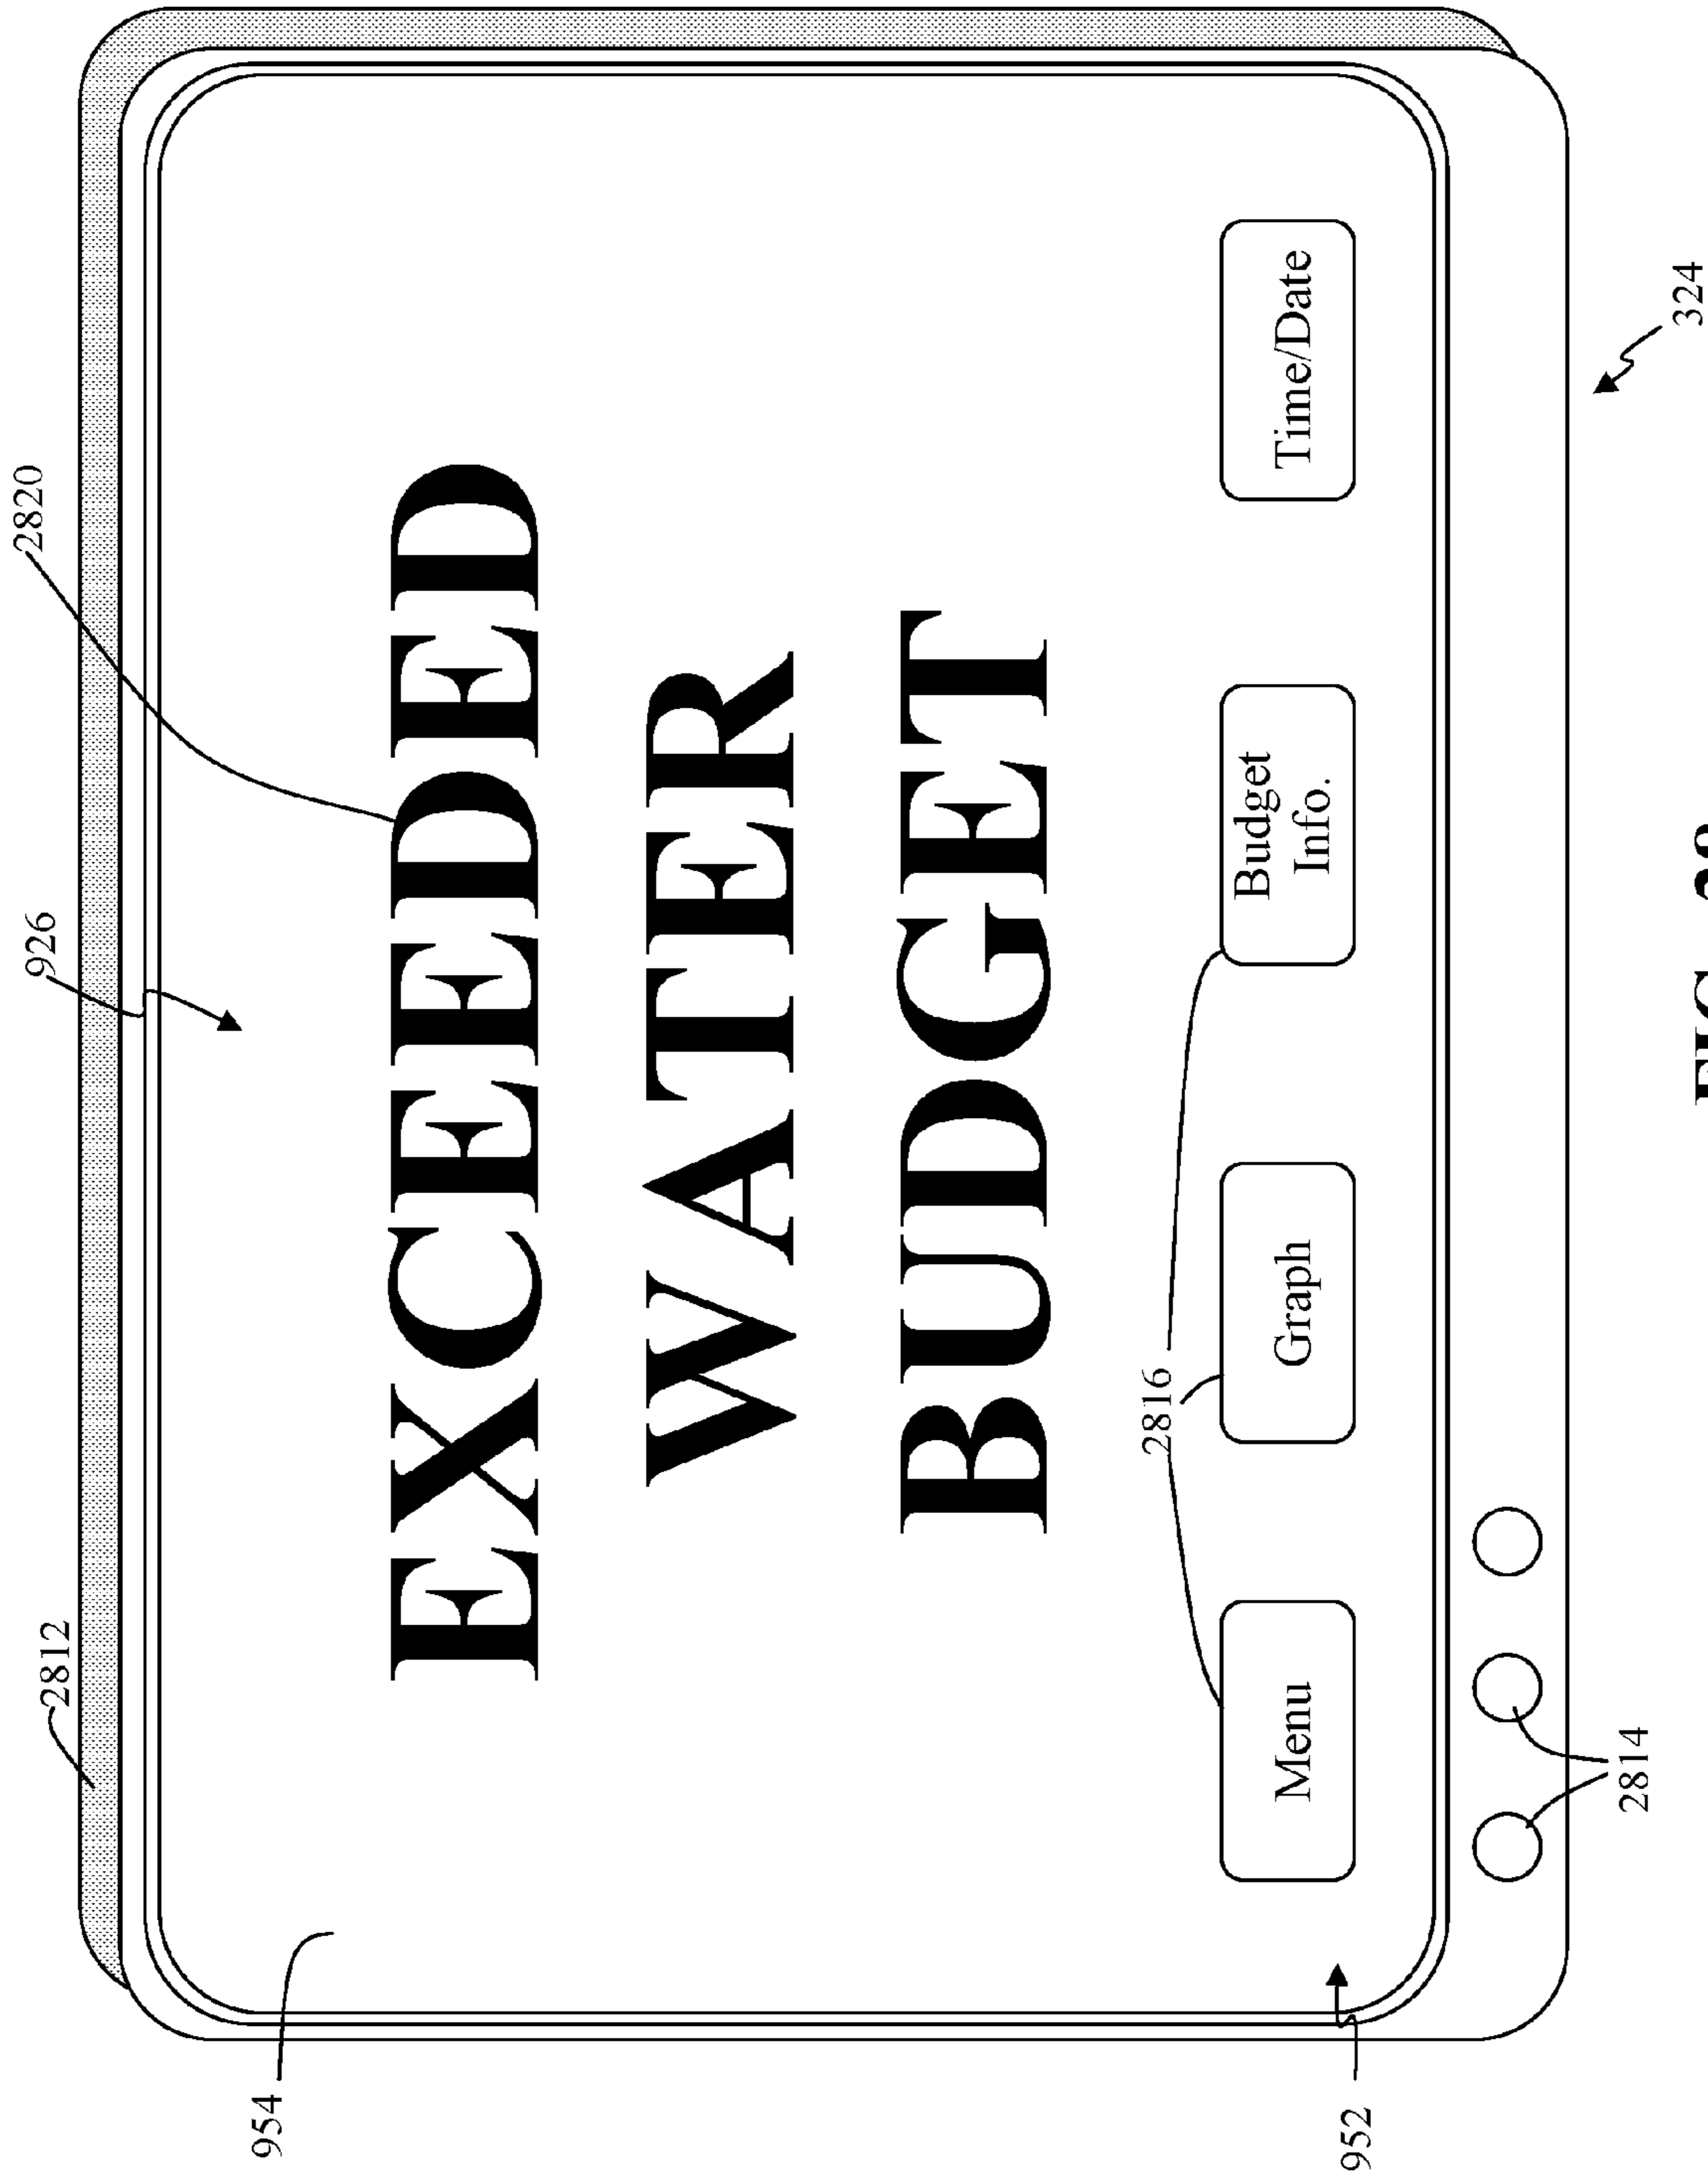 2812
926
2820
954
EXCEEDED
WATER
BUDGET
2816
Menu
Graph
Budget
Info.
Time/Date
952
2814
324